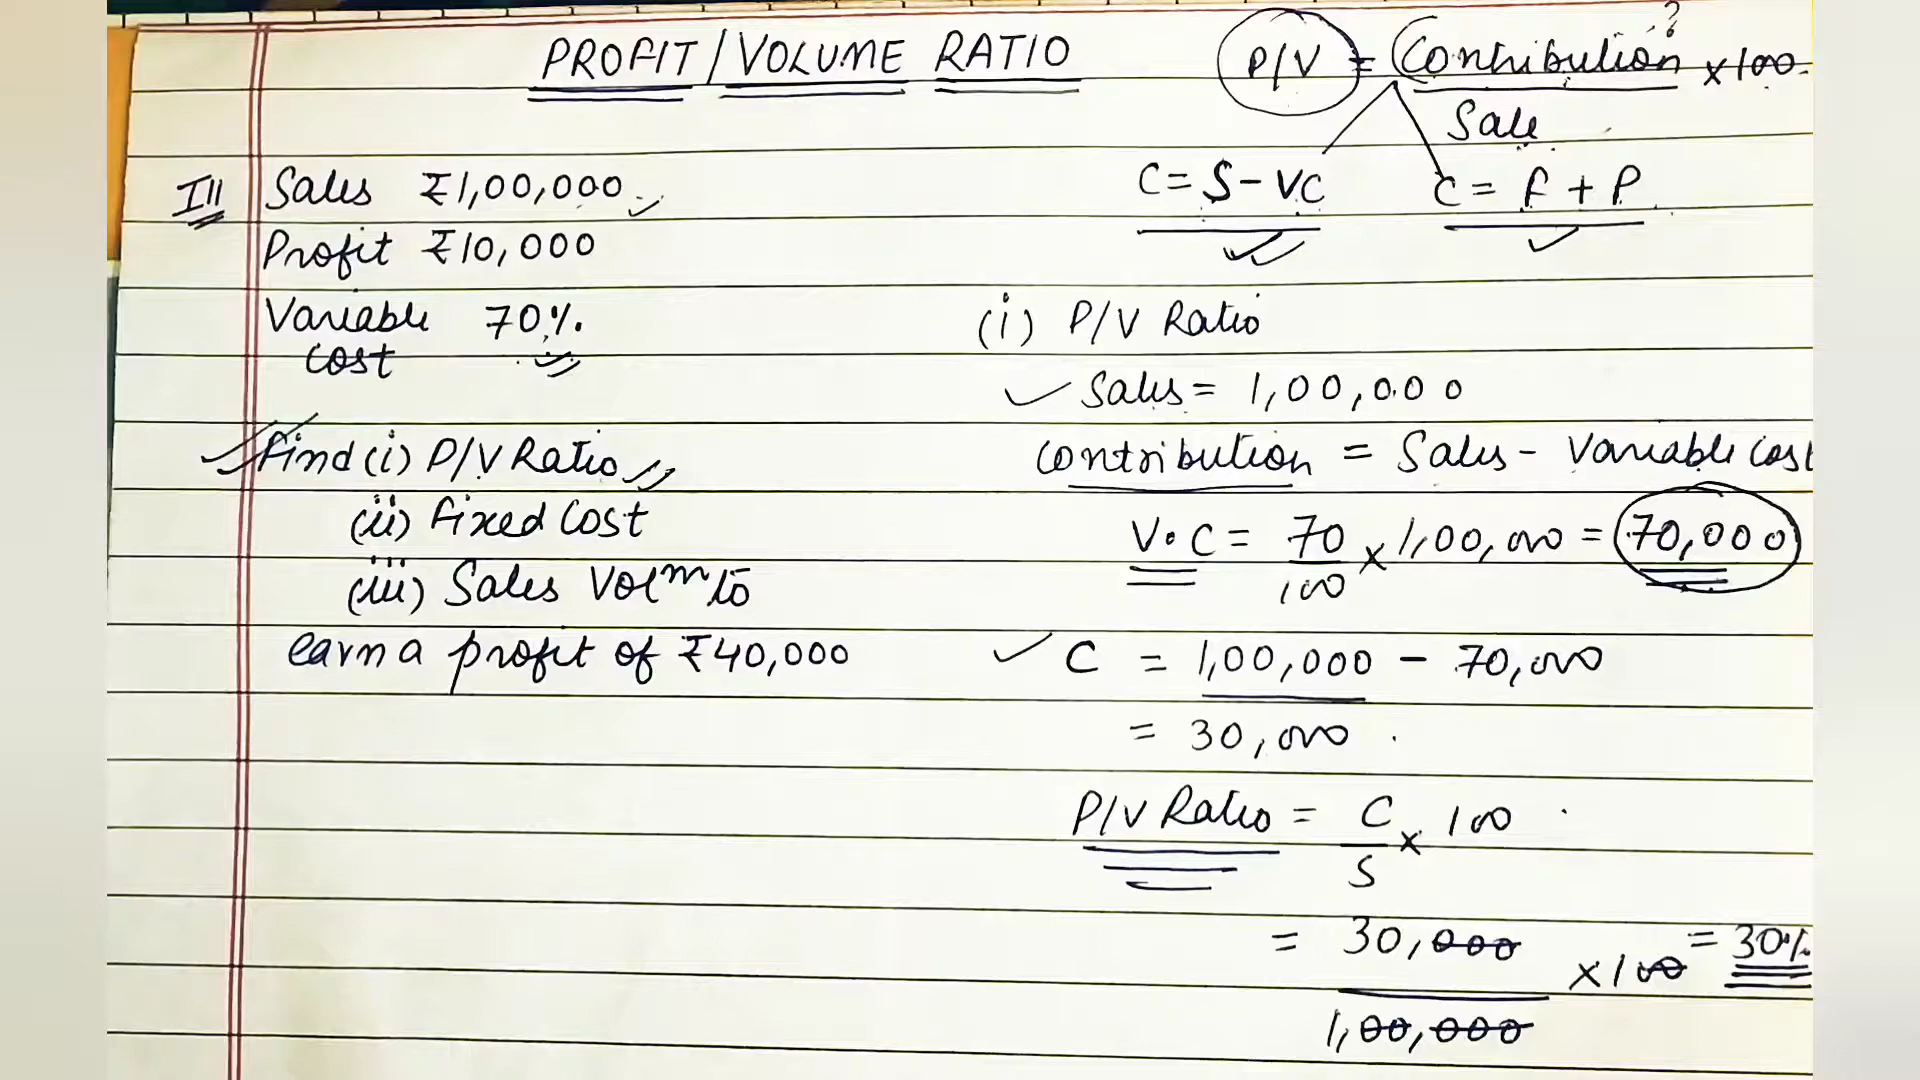 PROFIT/VOLUME RATIO
P/V = Contribution? x 100
Sale
C = S - VC
C = F + P
Ill Sales ₹1,00,000
Profit ₹10,000
Variable 70%
Cost
Find (i) P/V Ratio
(ii) Fixed Cost
(iii) Sales Volm to
earn a profit of ₹40,000
(i) P/V Ratio
Sales = 1,00,000
Contribution = Sales - Variable Cost
V.C = 70 x 1,00,000 = 70,000
100
C = 1,00,000 - 70,000
= 30,000
P/V Ratio = C x 100
S
= 30,000 x 100 = 30%
1,00,000